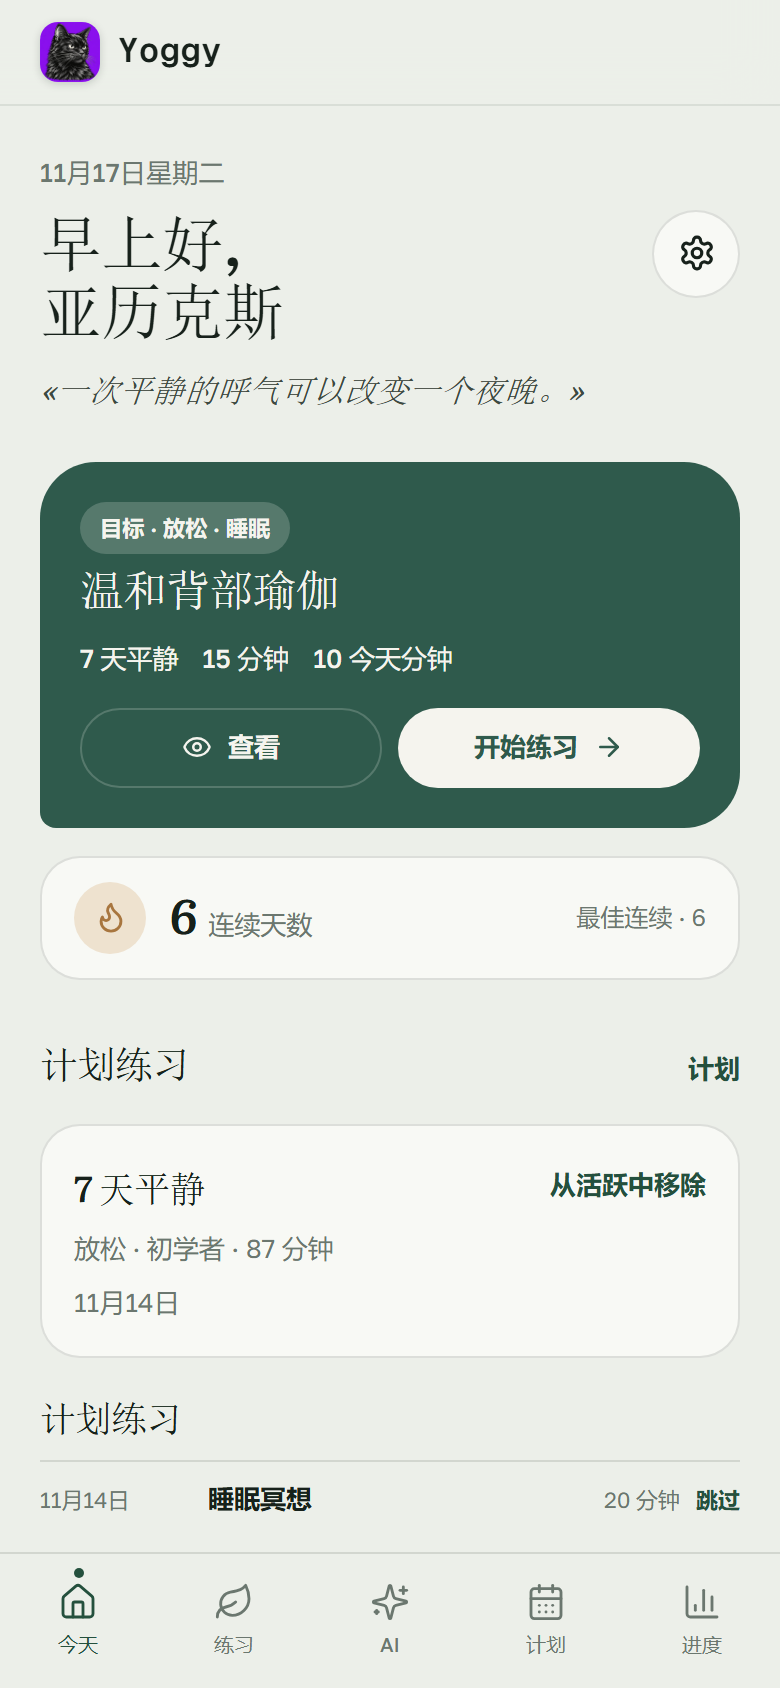 Yoggy
11月17日星期二
早上好，
亚历克斯
«一次平静的呼气可以改变一个夜晚。»
目标 · 放松 · 睡眠
温和背部瑜伽
7 天平静 15 分钟 10 今天分钟
查看 开始练习
6 连续天数 最佳连续 · 6
计划练习 计划
7 天平静 从活跃中移除
放松 · 初学者 · 87 分钟
11月14日
计划练习
11月14日 睡眠冥想 20 分钟 跳过
今天 练习 AI 计划 进度